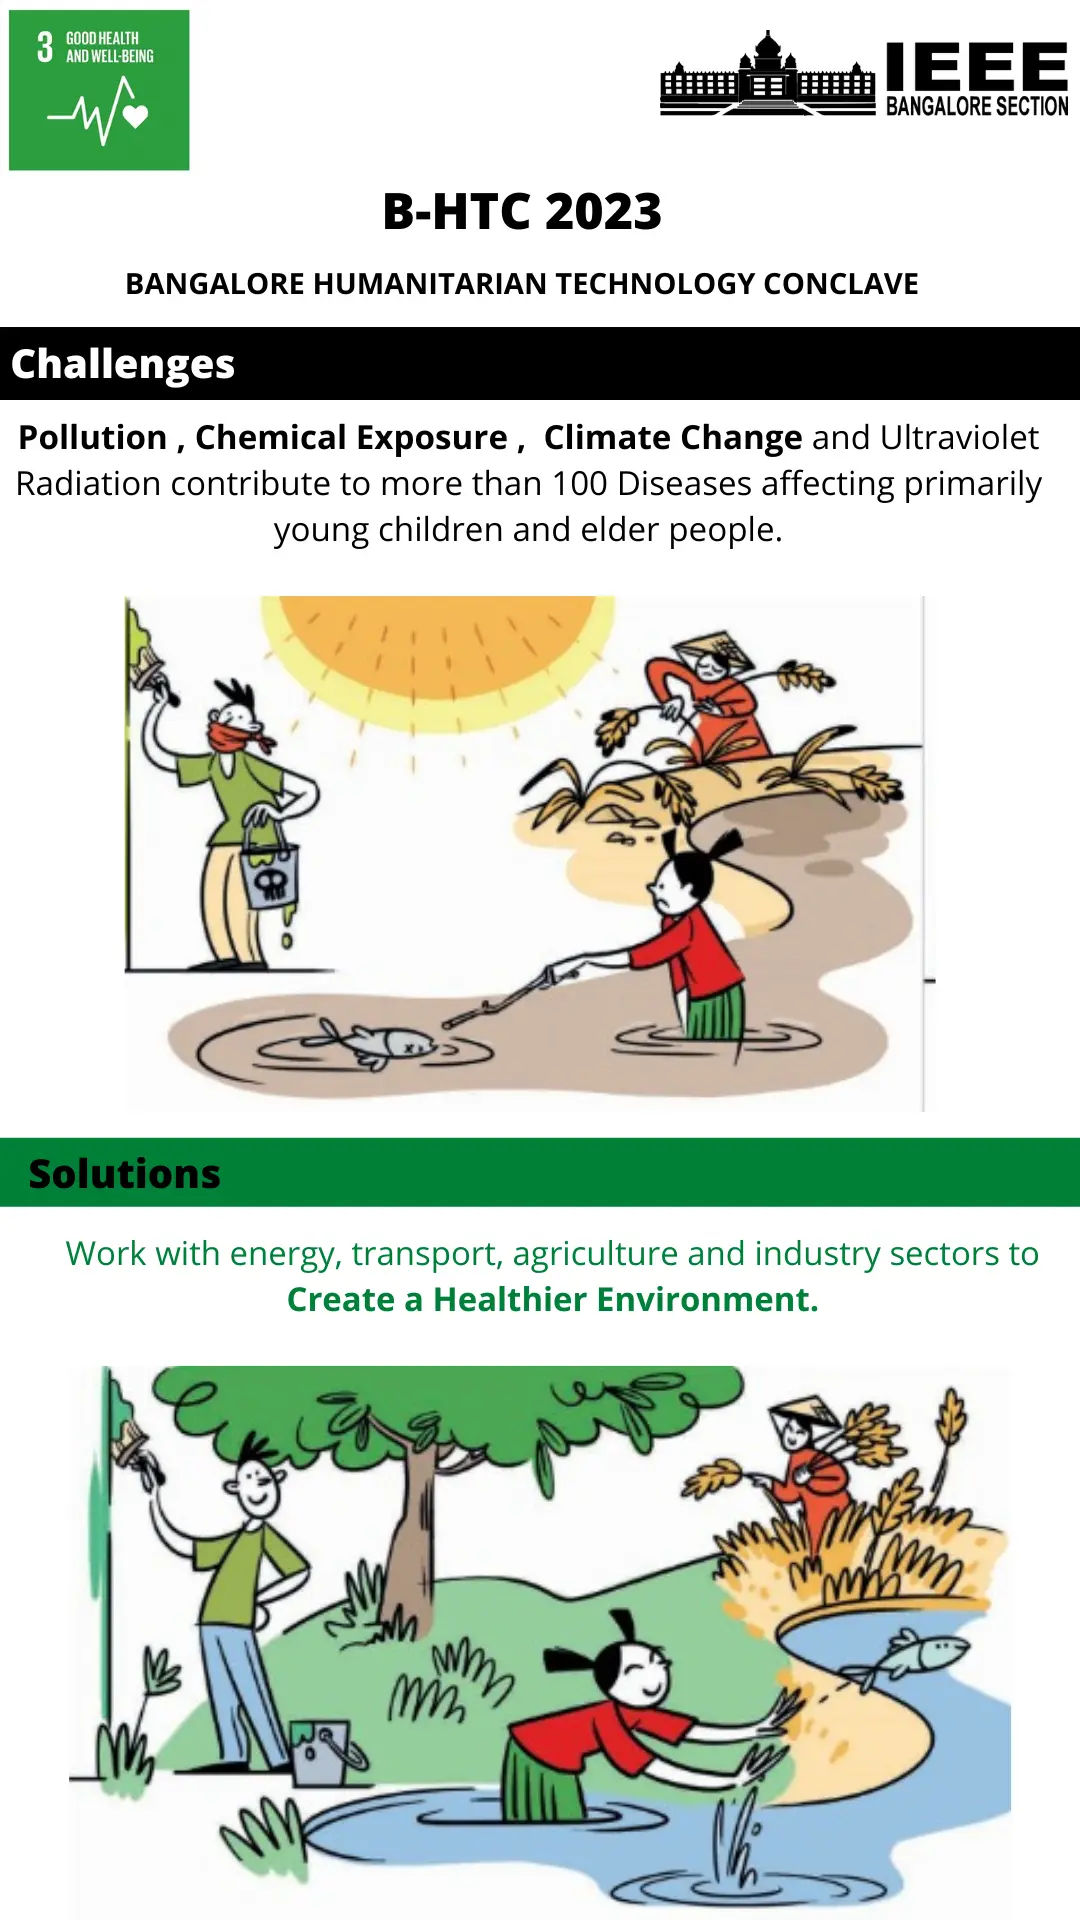 3 GOOD HEALTH
AND WELL-BEING
IEEE
BANGALORE SECTION
B-HTC 2023
BANGALORE HUMANITARIAN TECHNOLOGY CONCLAVE
Challenges
Pollution , Chemical Exposure , Climate Change and Ultraviolet
Radiation contribute to more than 100 Diseases affecting primarily
young children and elder people.
Solutions
Work with energy, transport, agriculture and industry sectors to
Create a Healthier Environment.